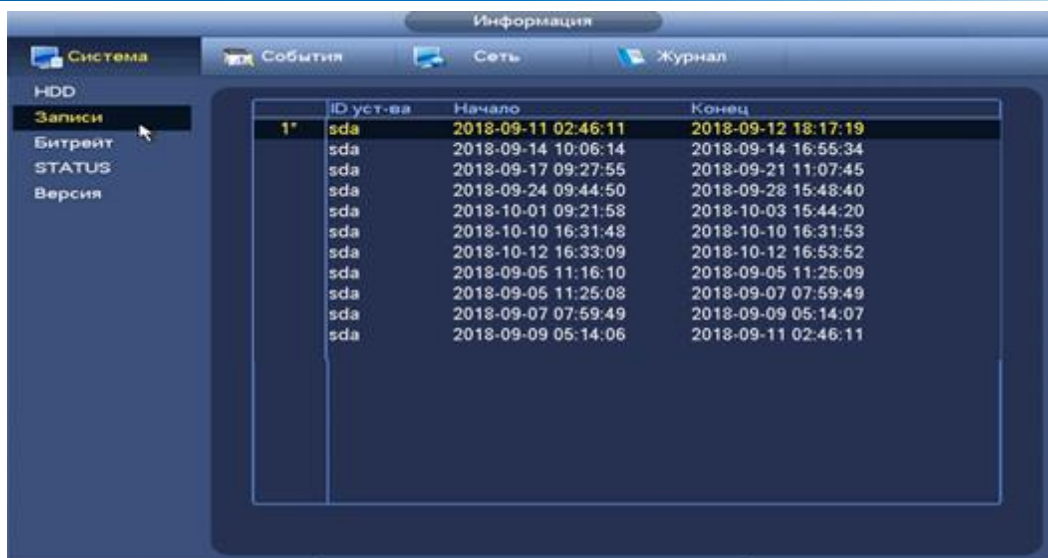 Информация
Система События Сеть Журнал
HDD
Записи
Битрейт
STATUS
Версия
ID уст-ва Начало Конец
1* sda 2018-09-11 02:46:11 2018-09-12 18:17:19
sda 2018-09-14 10:06:14 2018-09-14 16:55:34
sda 2018-09-17 09:27:55 2018-09-21 11:07:45
sda 2018-09-24 09:44:50 2018-09-28 15:48:40
sda 2018-10-01 09:21:58 2018-10-03 15:44:20
sda 2018-10-10 16:31:48 2018-10-10 16:31:53
sda 2018-10-12 16:33:09 2018-10-12 16:53:52
sda 2018-09-05 11:16:10 2018-09-05 11:25:09
sda 2018-09-05 11:25:08 2018-09-07 07:59:49
sda 2018-09-07 07:59:49 2018-09-09 05:14:07
sda 2018-09-09 05:14:06 2018-09-11 02:46:11